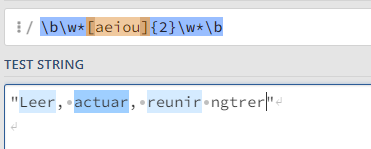 / \b\w*[aeiou]{2}\w*\b
TEST STRING
"Leer, actuar, reunir ngtrer"